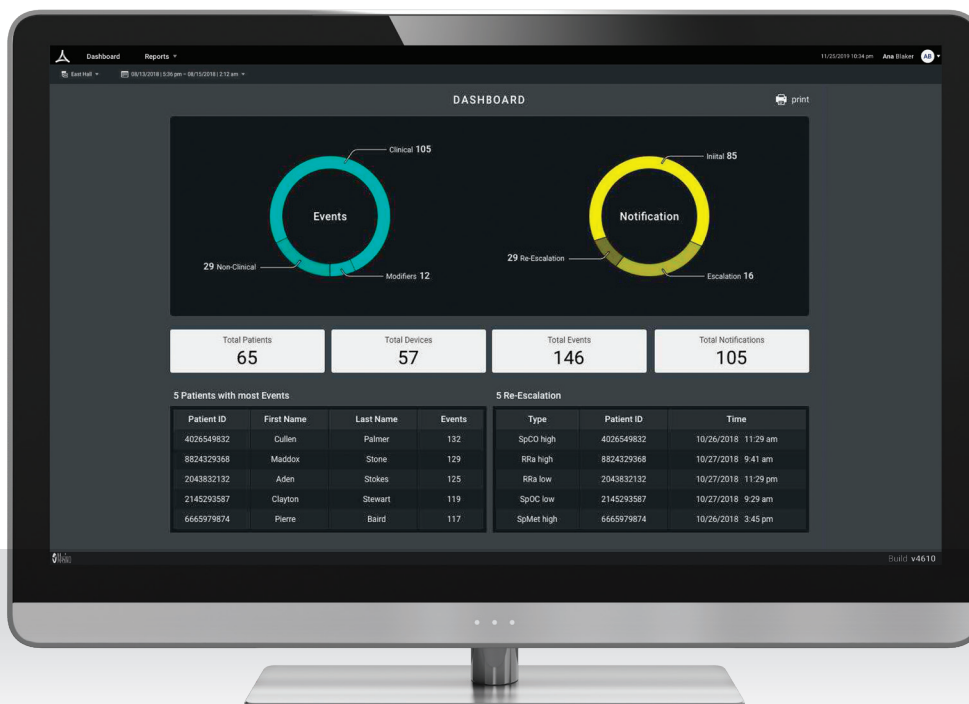 Dashboard Reports
11/25/2019 10:34 pm Ana Blaker AB
East Hall 08/13/2018 | 5:36 pm – 08/15/2018 | 2:12 am
DASHBOARD
print
Clinical 105
Events
29 Non-Clinical
Modifiers 12
Iniital 85
Notification
29 Re-Escalation
Escalation 16
Total Patients
65
Total Devices
57
Total Events
146
Total Notifications
105
5 Patients with most Events
Patient ID First Name Last Name Events
4026549832 Cullen Palmer 132
8824329368 Maddox Stone 129
2043832132 Aden Stokes 125
2145293587 Clayton Stewart 119
6665979874 Pierre Baird 117
5 Re-Escalation
Type Patient ID Time
SpCO high 4026549832 10/26/2018 11:29 am
RRa high 8824329368 10/27/2018 9:41 am
RRa low 2043832132 10/27/2018 11:29 pm
SpOC low 2145293587 10/27/2018 9:29 am
SpMet high 6665979874 10/26/2018 3:45 pm
Build v4610